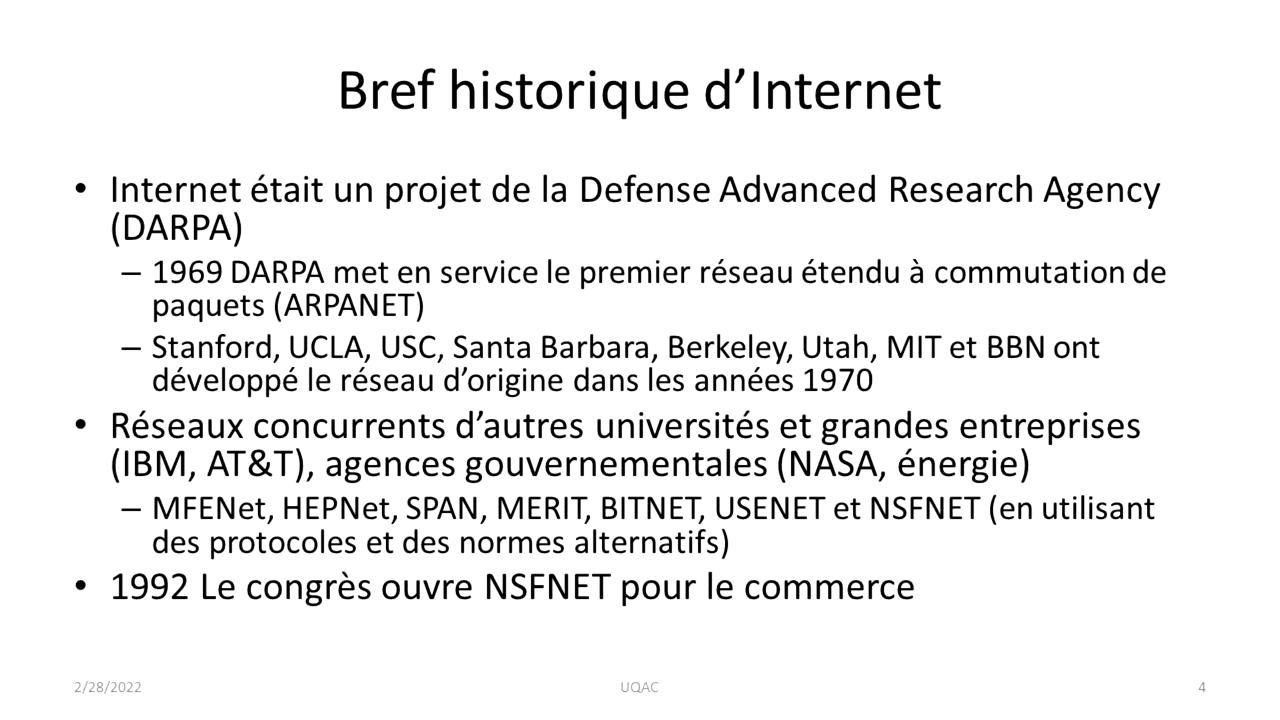 Bref historique d’Internet
• Internet était un projet de la Defense Advanced Research Agency
(DARPA)
– 1969 DARPA met en service le premier réseau étendu à commutation de
paquets (ARPANET)
– Stanford, UCLA, USC, Santa Barbara, Berkeley, Utah, MIT et BBN ont
développé le réseau d’origine dans les années 1970
• Réseaux concurrents d’autres universités et grandes entreprises
(IBM, AT&T), agences gouvernementales (NASA, énergie)
– MFENet, HEPNet, SPAN, MERIT, BITNET, USENET et NSFNET (en utilisant
des protocoles et des normes alternatifs)
• 1992 Le congrès ouvre NSFNET pour le commerce
2/28/2022
UQAC
4